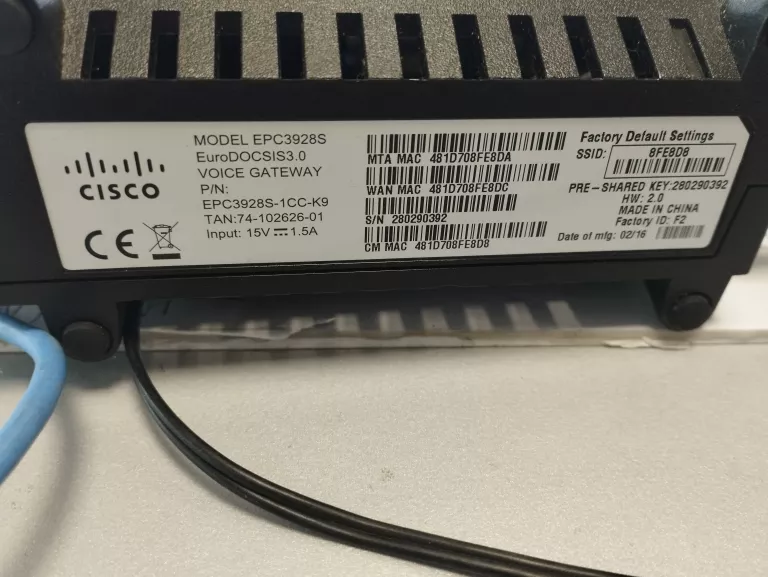 CISCO
MODEL EPC3928S
EuroDOCSIS3.0
VOICE GATEWAY
P/N:
EPC3928S-1CC-K9
TAN:74-102626-01
Input: 15V ⎓ 1.5A
CE
MTA MAC 481D708FE8DA
WAN MAC 481D708FE8DC
S/N 280290392
CM MAC 481D708FE8D8
Factory Default Settings
SSID: 8FE8D8
PRE-SHARED KEY:280290392
HW: 2.0
MADE IN CHINA
Factory ID: F2
Date of mfg: 02/16